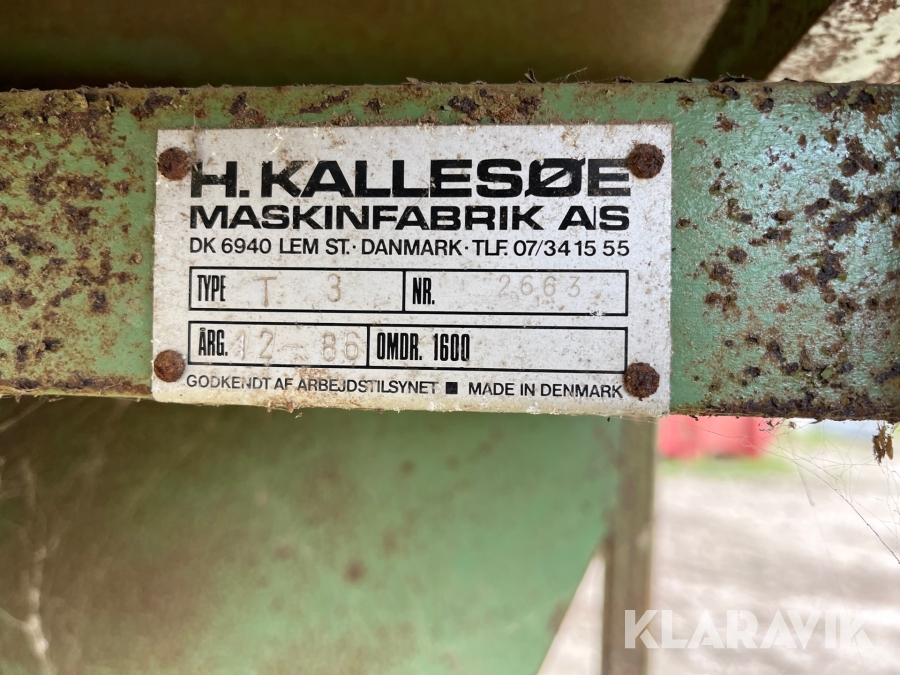 H. KALLESØE
MASKINFABRIK A/S
DK 6940 LEM ST. · DANMARK · TLF. 07/34 15 55
TYPE T 3 NR. 2663
ÅRG. 12-86 OMDR. 1600
GODKENDT AF ARBEJDSTILSYNET ■ MADE IN DENMARK
KLARAVIK